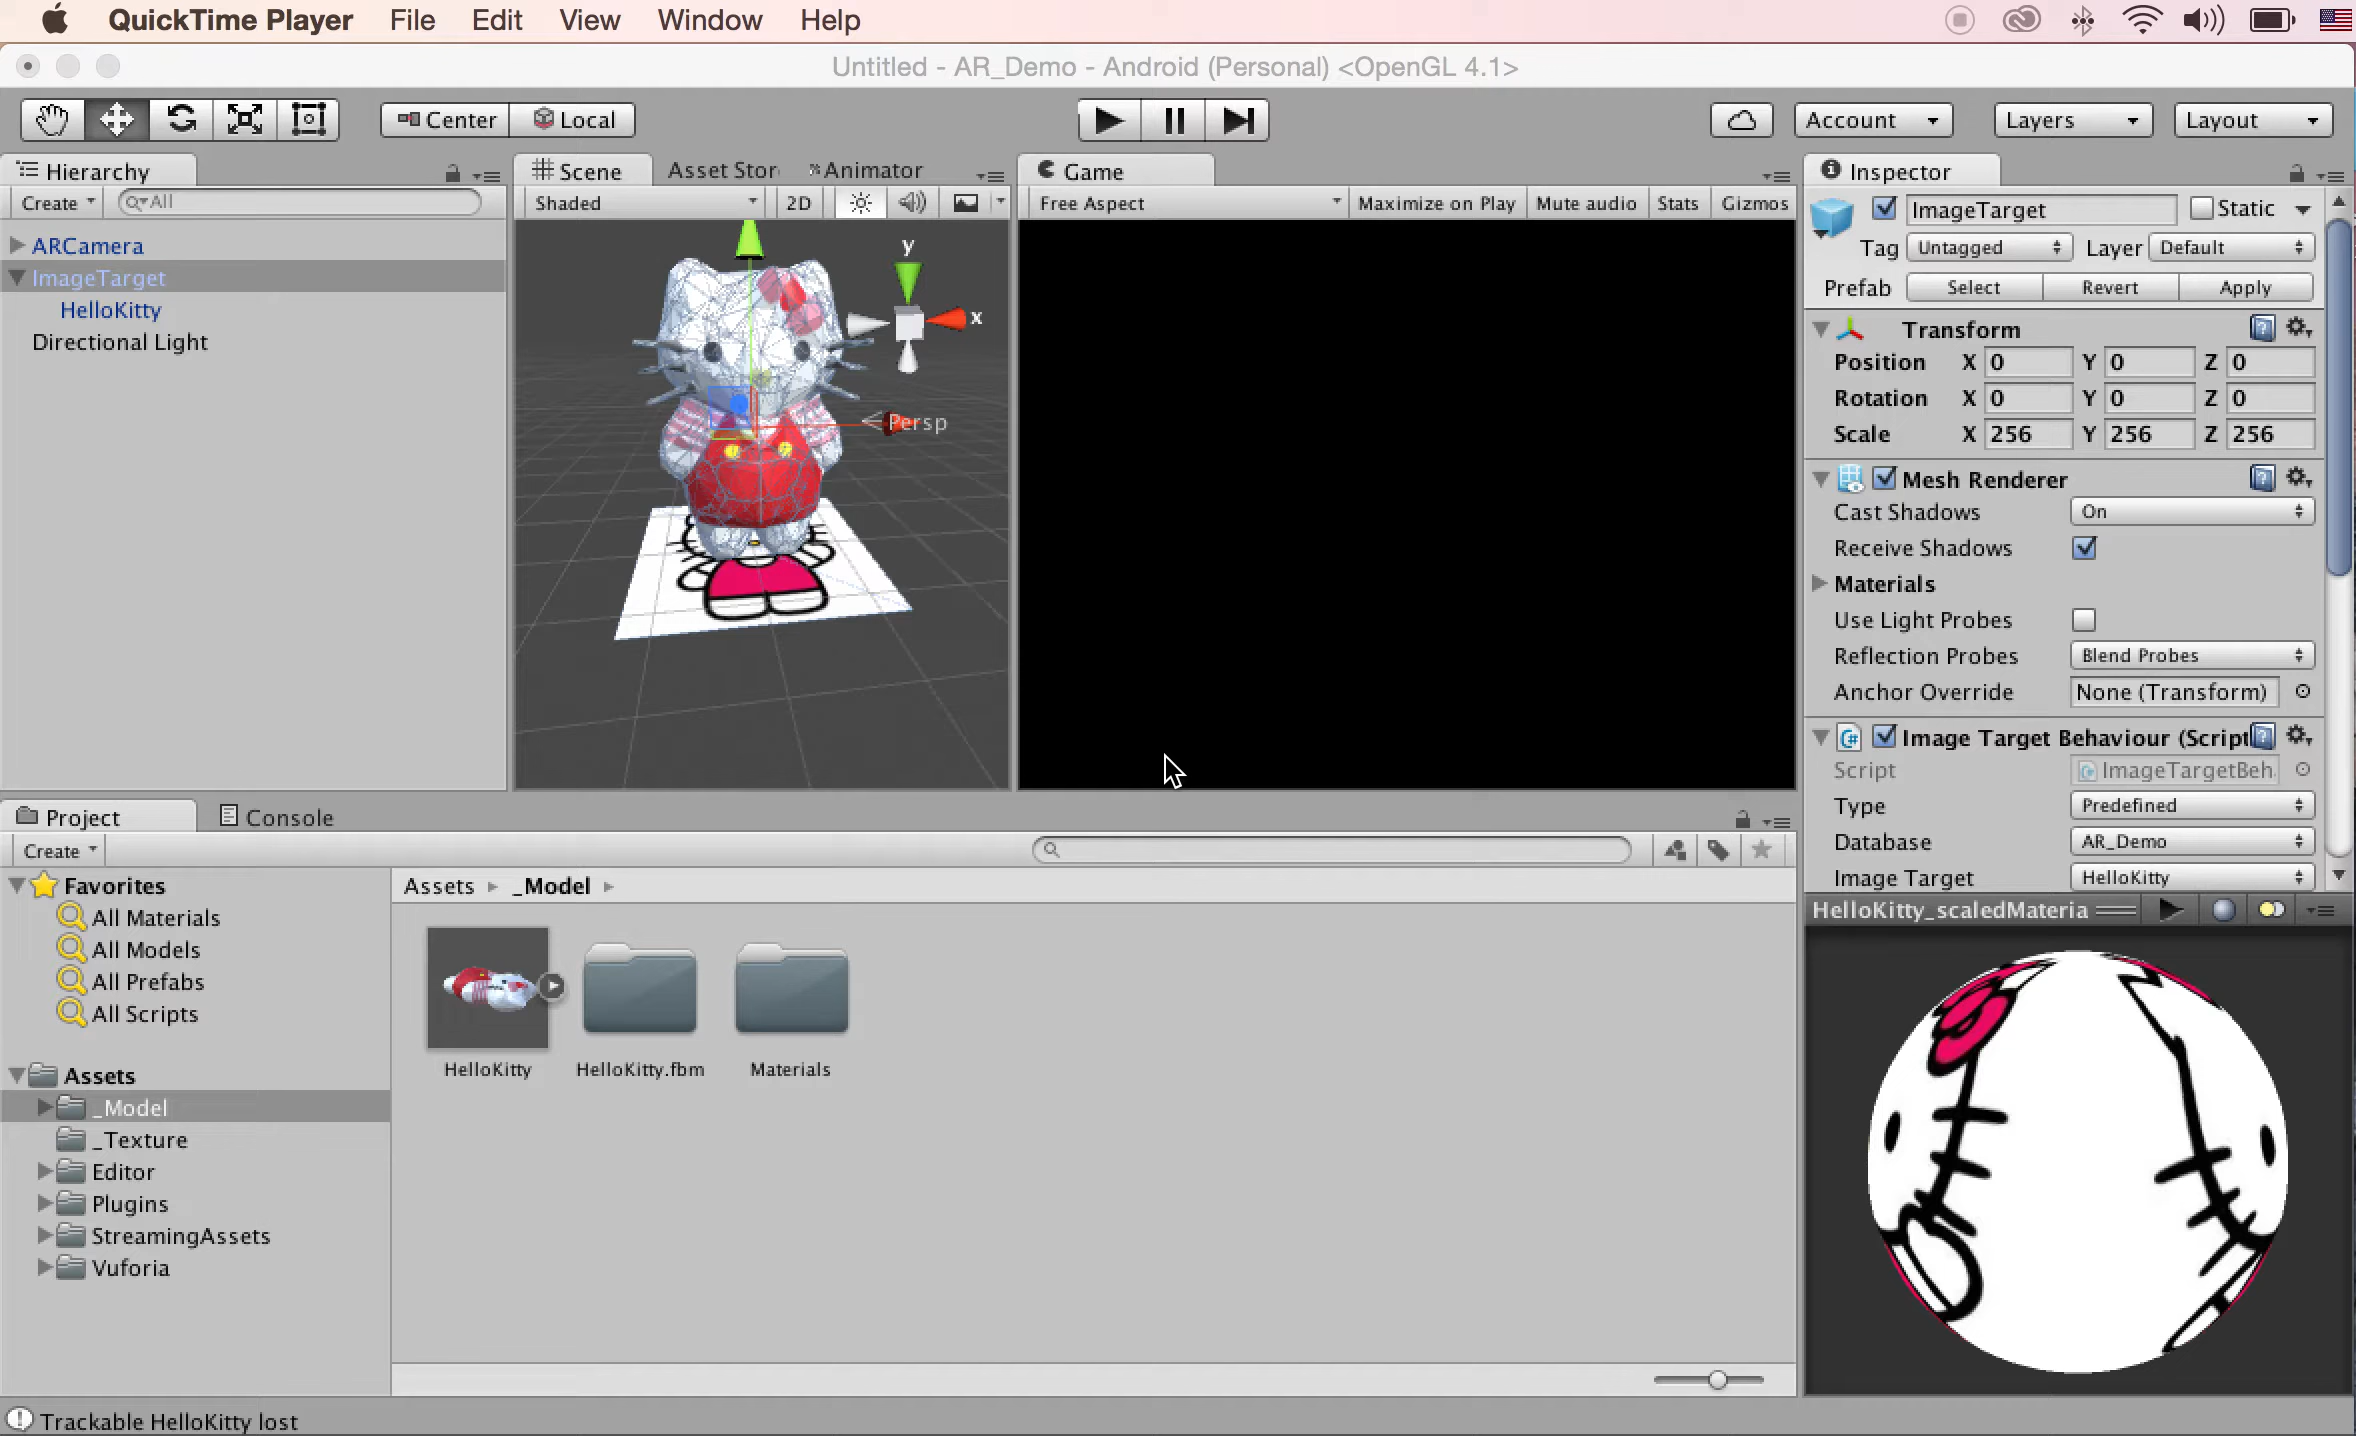 QuickTime Player File Edit View Window Help
Untitled - AR_Demo - Android (Personal) <OpenGL 4.1>
Center Local Account Layers Layout
Hierarchy
Create All
ARCamera
ImageTarget
HelloKitty
Directional Light
Scene Asset Stor Animator
Shaded 2D
y
x
Persp
Game
Free Aspect Maximize on Play Mute audio Stats Gizmos
Inspector
ImageTarget Static
Tag Untagged Layer Default
Prefab Select Revert Apply
Transform
Position X 0 Y 0 Z 0
Rotation X 0 Y 0 Z 0
Scale X 256 Y 256 Z 256
Mesh Renderer
Cast Shadows On
Receive Shadows
Materials
Use Light Probes
Reflection Probes Blend Probes
Anchor Override None (Transform)
Image Target Behaviour (Script
Script ImageTargetBeh
Type Predefined
Database AR_Demo
Image Target HelloKitty
HelloKitty_scaledMateria
Project Console
Create
Favorites
All Materials
All Models
All Prefabs
All Scripts
Assets
_Model
_Texture
Editor
Plugins
StreamingAssets
Vuforia
Assets _Model
HelloKitty HelloKitty.fbm Materials
Trackable HelloKitty lost